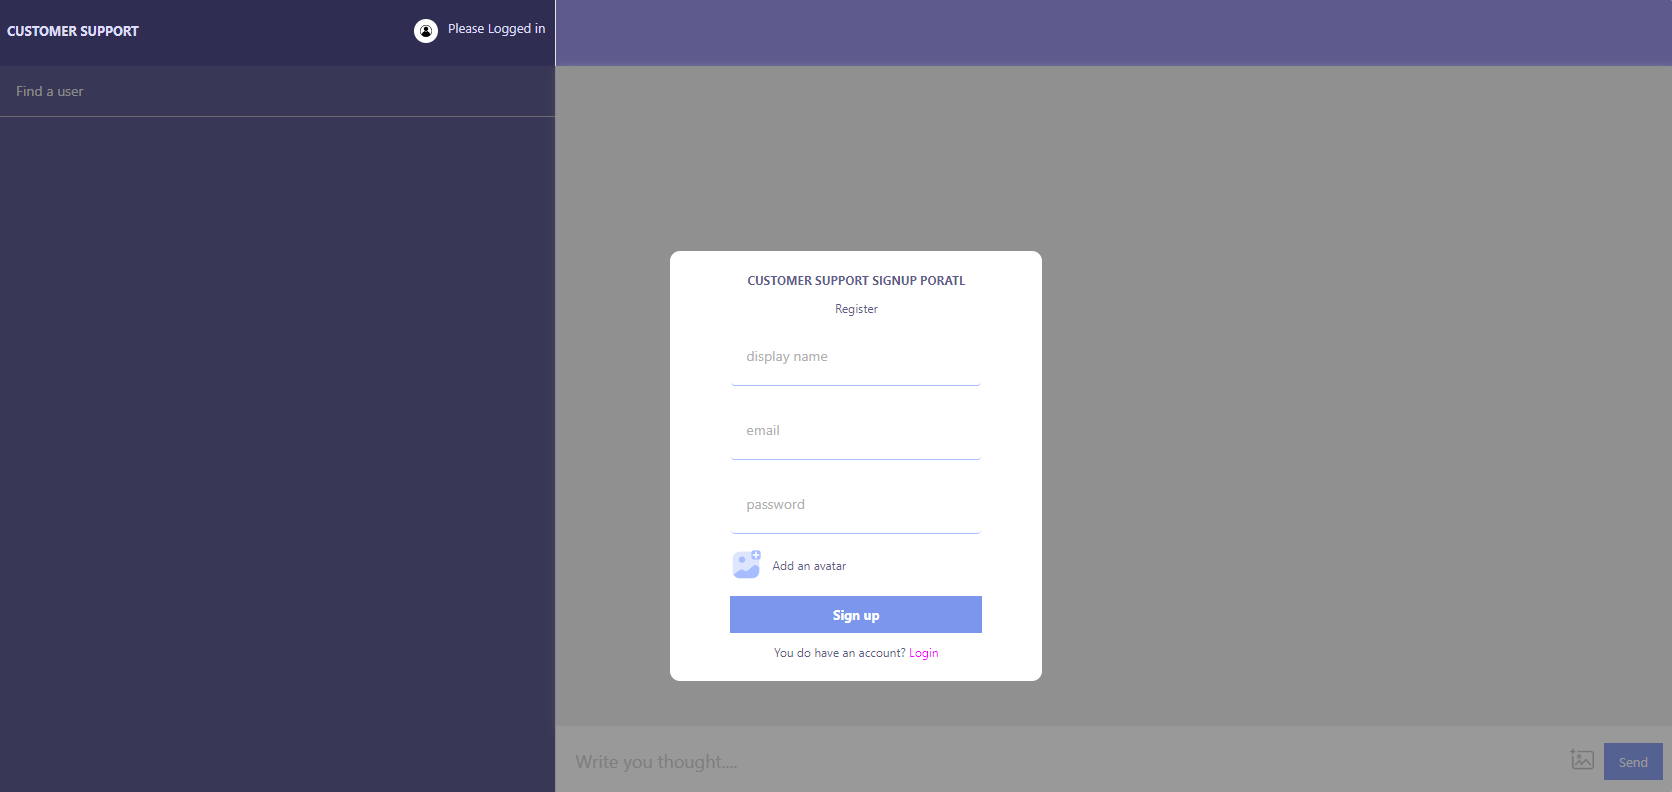 CUSTOMER SUPPORT
Please Logged in
Find a user
CUSTOMER SUPPORT SIGNUP PORATL
Register
display name
email
password
Add an avatar
Sign up
You do have an account? Login
Write you thought....
Send